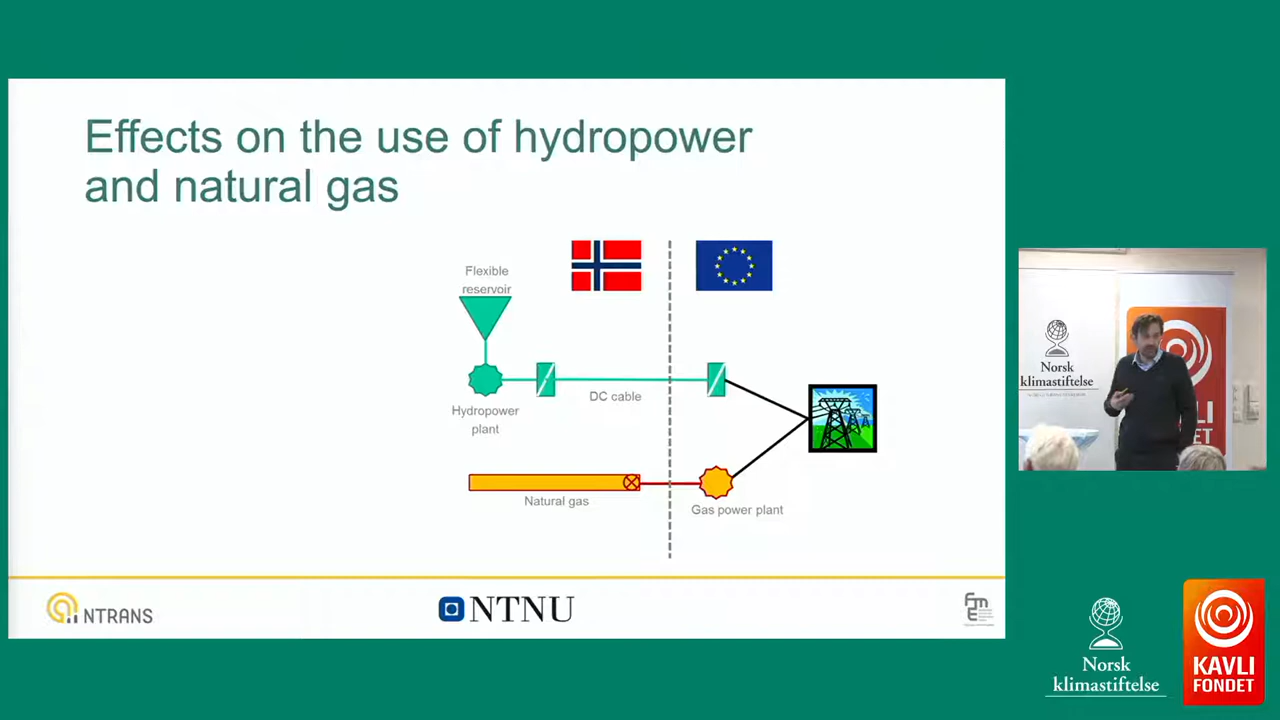 Effects on the use of hydropower
and natural gas
Flexible
reservoir
Hydropower
plant
DC cable
Natural gas
Gas power plant
NTRANS
NTNU
fme
Norsk
klimastiftelse
KAVLI
FONDET
Norsk
klimastiftelse
KAVLI
FONDET